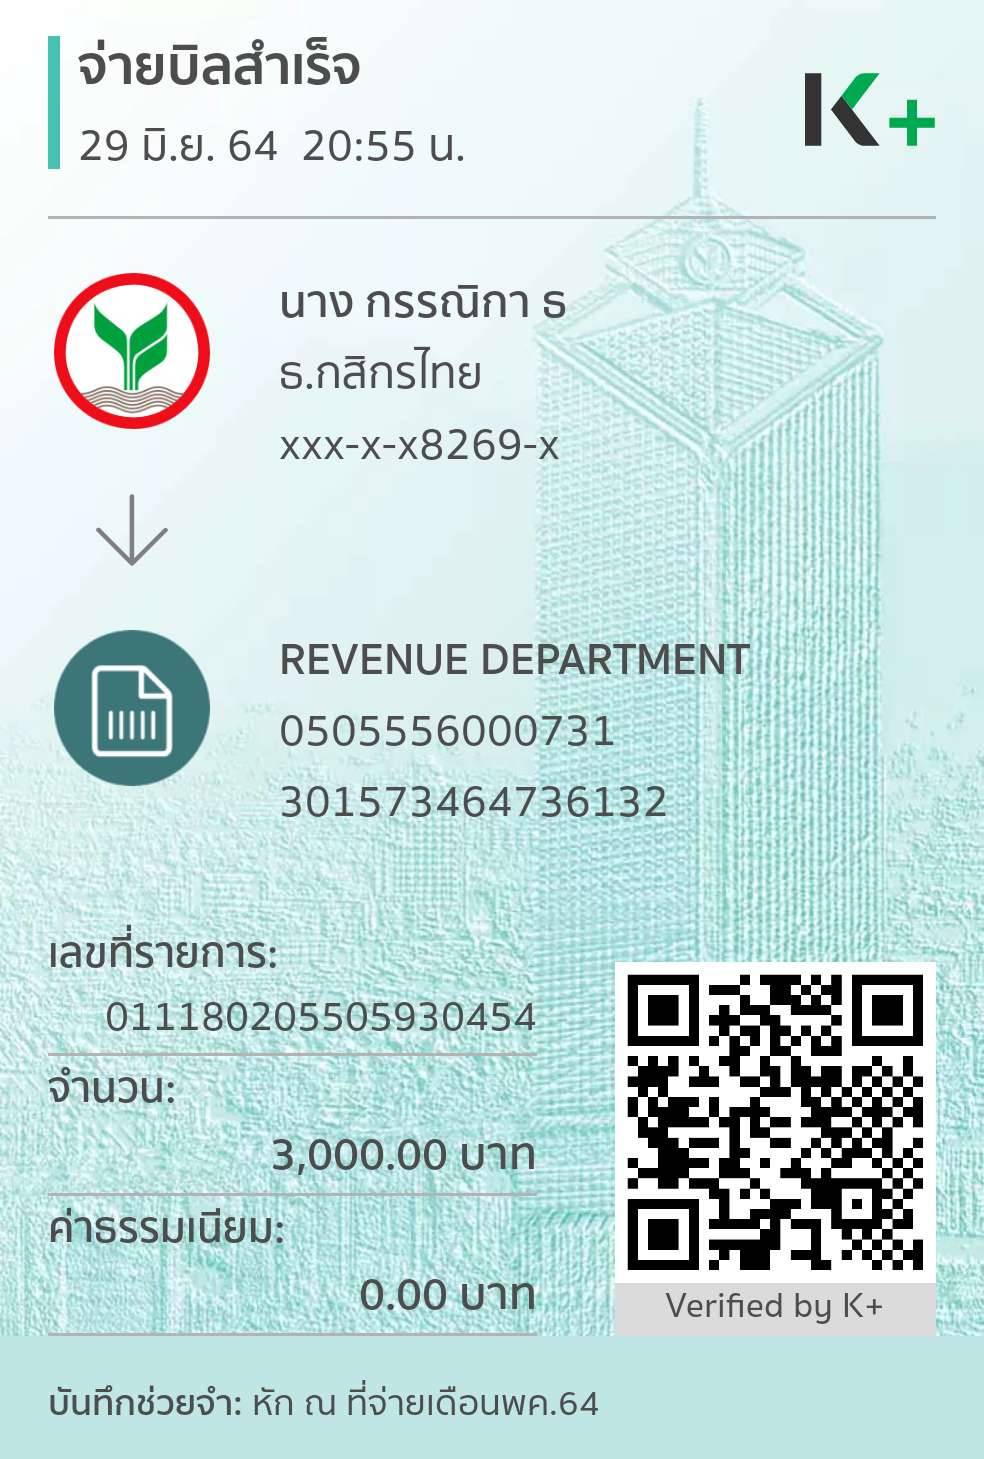 จ่ายบิลสำเร็จ
29 มิ.ย. 64  20:55 น.
K+
นาง กรรณิกา ธ
ธ.กสิกรไทย
xxx-x-x8269-x
REVENUE DEPARTMENT
0505556000731
301573464736132
เลขที่รายการ:
011180205505930454
จำนวน:
3,000.00 บาท
ค่าธรรมเนียม:
0.00 บาท
Verified by K+
บันทึกช่วยจำ: หัก ณ ที่จ่ายเดือนพค.64